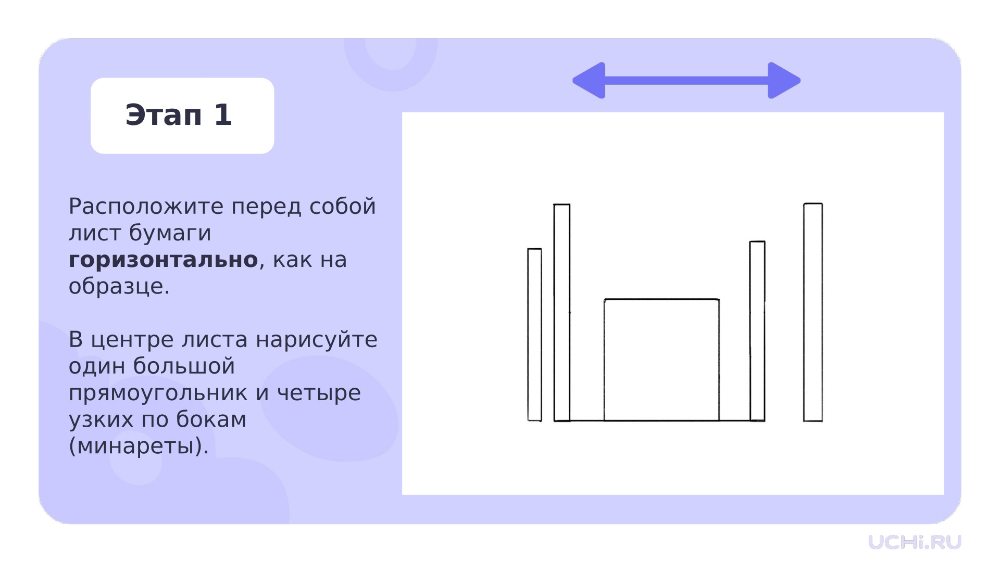 Этап 1
Расположите перед собой
лист бумаги
горизонтально, как на
образце.
В центре листа нарисуйте
один большой
прямоугольник и четыре
узких по бокам
(минареты).
UCHi.RU